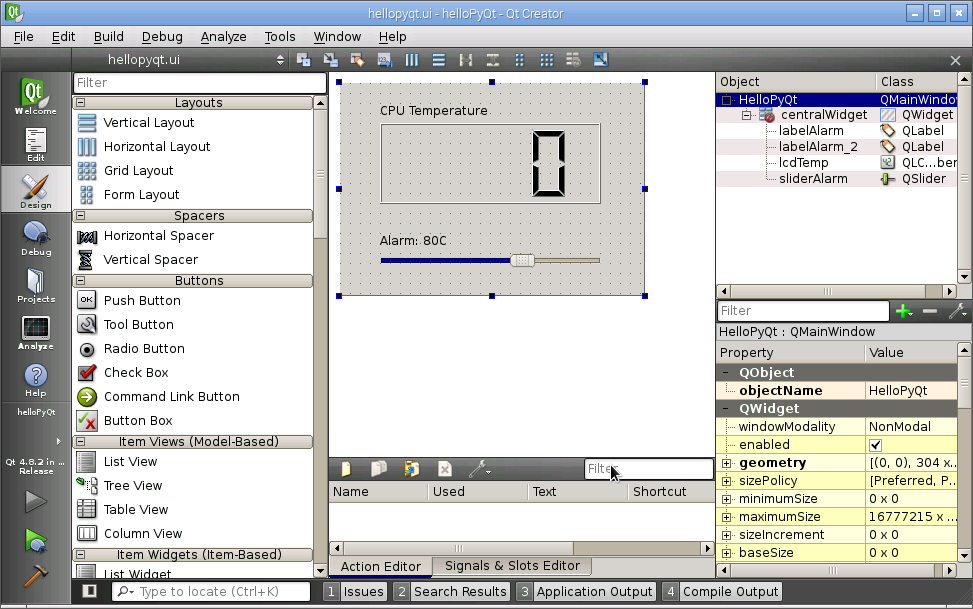 hellopyqt.ui - helloPyQt - Qt Creator
File Edit Build Debug Analyze Tools Window Help
hellopyqt.ui
Welcome
Edit
Design
Debug
Projects
Analyze
Help
helloPyQt
Qt 4.8.2 in ...
Release
Filter
Layouts
Vertical Layout
Horizontal Layout
Grid Layout
Form Layout
Spacers
Horizontal Spacer
Vertical Spacer
Buttons
Push Button
Tool Button
Radio Button
Check Box
Command Link Button
Button Box
Item Views (Model-Based)
List View
Tree View
Table View
Column View
Item Widgets (Item-Based)
List Widget
CPU Temperature
0
Alarm: 80C
Filter
Name Used Text Shortcut
Action Editor Signals & Slots Editor
Object Class
HelloPyQt QMainWindo
centralWidget QWidget
labelAlarm QLabel
labelAlarm_2 QLabel
lcdTemp QLC...ber
sliderAlarm QSlider
Filter
HelloPyQt : QMainWindow
Property Value
QObject
objectName HelloPyQt
QWidget
windowModality NonModal
enabled
geometry [(0, 0), 304 x...
sizePolicy [Preferred, P...
minimumSize 0 x 0
maximumSize 16777215 x ...
sizeIncrement 0 x 0
baseSize 0 x 0
Type to locate (Ctrl+K) 1 Issues 2 Search Results 3 Application Output 4 Compile Output